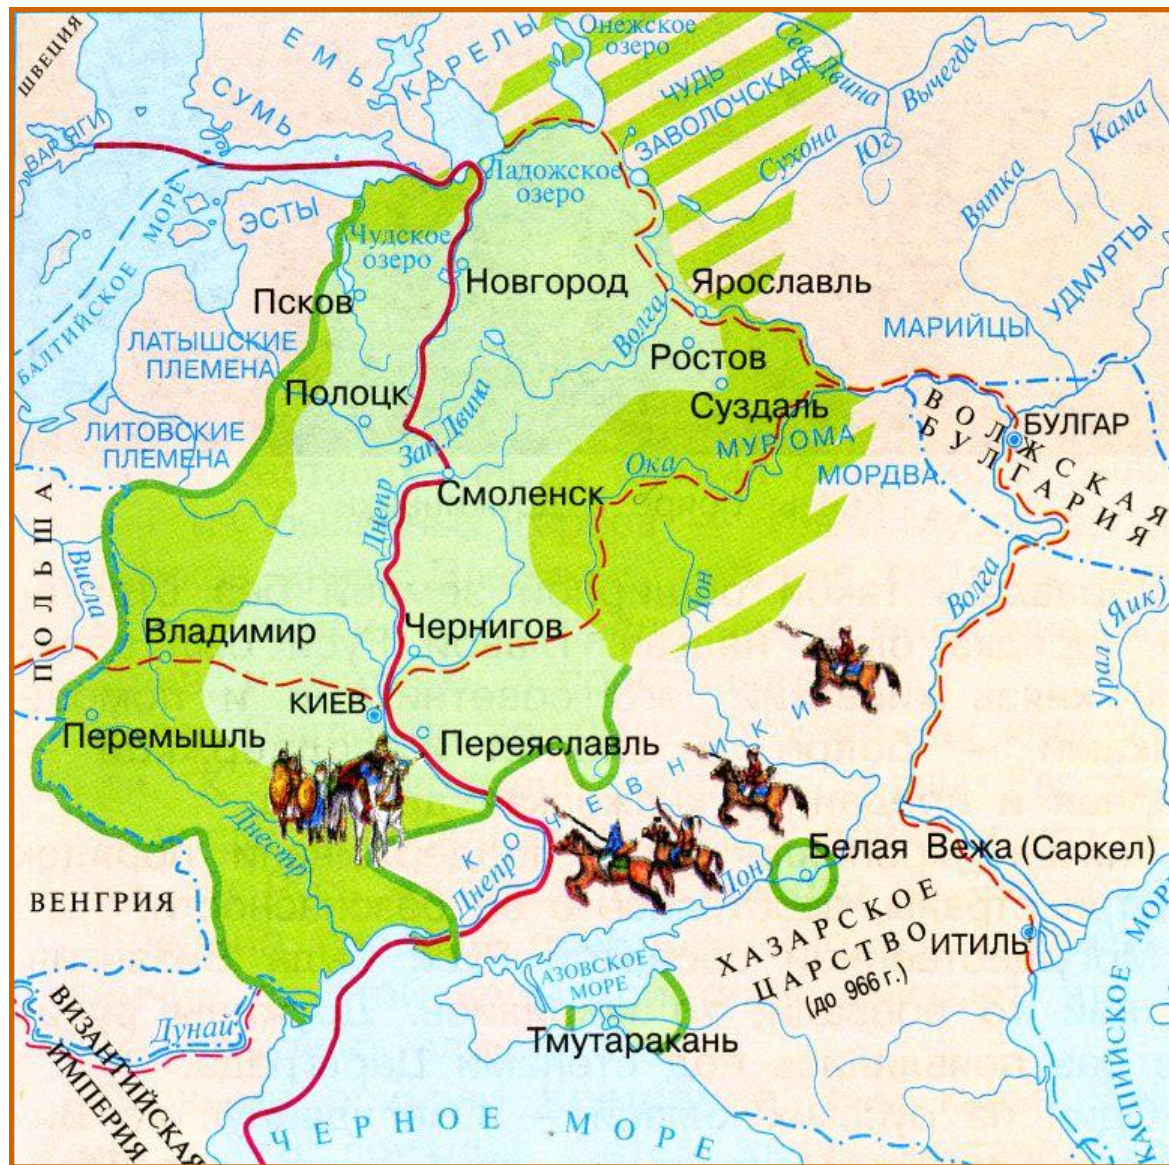 ШВЕЦИЯ
ЕМЬ
КАРЕЛЫ
Онежское
озеро
Сев. Двина
Вычегда
СУМЬ
ЧУДЬ
ЗАВОЛОЧСКАЯ
Кама
ВАРЯГИ
Сухона
Юг
Вятка
Ладожское
озеро
БАЛТИЙСКОЕ МОРЕ
ЭСТЫ
Чудское
озеро
УДМУРТЫ
Псков
Новгород
Ярославль
Волга
МАРИЙЦЫ
ЛАТЫШСКИЕ
ПЛЕМЕНА
Ростов
Полоцк
Суздаль
ЛИТОВСКИЕ
ПЛЕМЕНА
Зап. Двина
МУРОМА
ВОЛЖСКАЯ
БУЛГАРИЯ
БУЛГАР
Ока
МОРДВА
ПОЛЬША
Днепр
Смоленск
Висла
Дон
Волга
Урал (Яик)
Владимир
Чернигов
КИЕВ
Перемышль
Переяславль
КОЧЕВНИКИ
Днестр
Днепр
Дон
Белая Вежа (Саркел)
ВЕНГРИЯ
ХАЗАРСКОЕ
ЦАРСТВО
(до 966 г.)
ИТИЛЬ
АЗОВСКОЕ
МОРЕ
Дунай
Тмутаракань
ВИЗАНТИЙСКАЯ
ИМПЕРИЯ
ЧЕРНОЕ МОРЕ
КАСПИЙСКОЕ МОРЕ